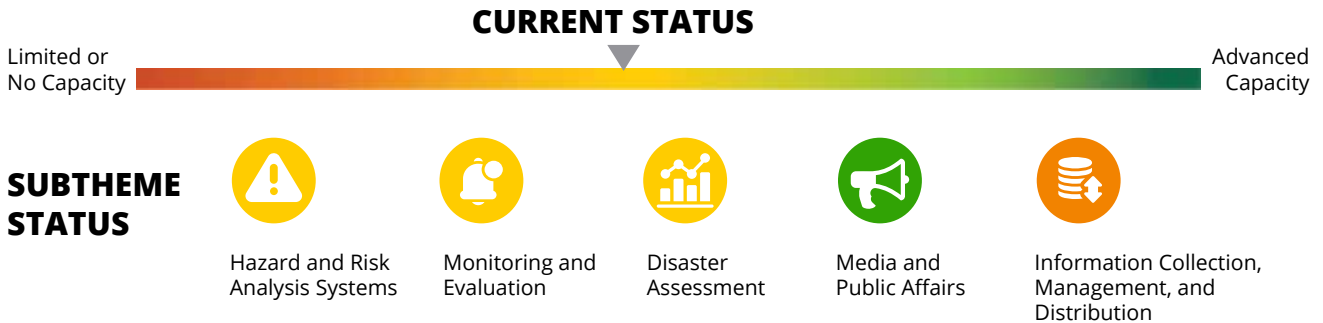 CURRENT STATUS
Limited or
No Capacity
Advanced
Capacity
SUBTHEME
STATUS
Hazard and Risk
Analysis Systems
Monitoring and
Evaluation
Disaster
Assessment
Media and
Public Affairs
Information Collection,
Management, and
Distribution